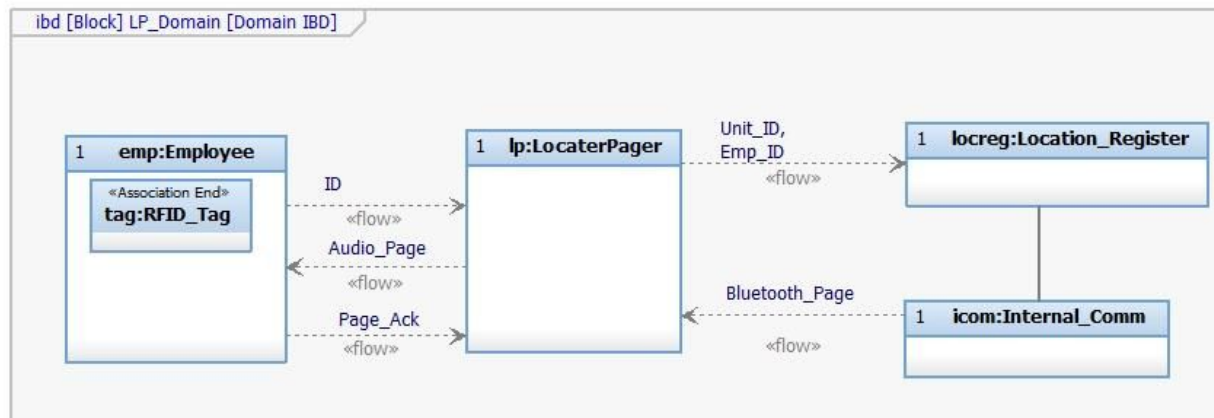 ibd [Block] LP_Domain [Domain IBD]
1 emp:Employee
«Association End»
tag:RFID_Tag
ID
«flow»
Audio_Page
«flow»
Page_Ack
«flow»
1 lp:LocaterPager
Unit_ID,
Emp_ID
«flow»
1 locreg:Location_Register
Bluetooth_Page
«flow»
1 icom:Internal_Comm